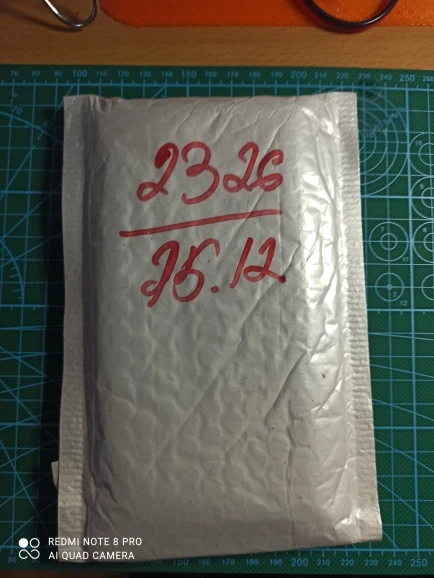 2326
25.12.
REDMI NOTE 8 PRO
AI QUAD CAMERA